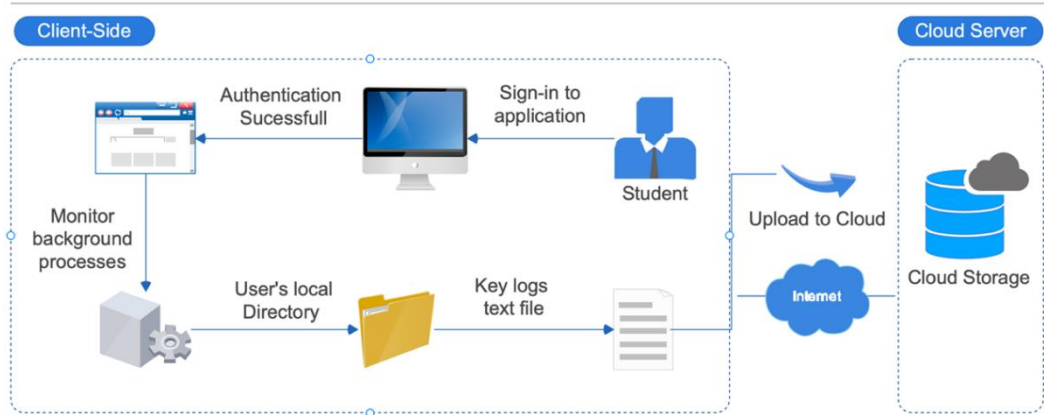 Client-Side
Cloud Server
Authentication
Sucessfull
Sign-in to
application
Student
Monitor
background
processes
Upload to Cloud
Cloud Storage
User's local
Directory
Key logs
text file
Internet